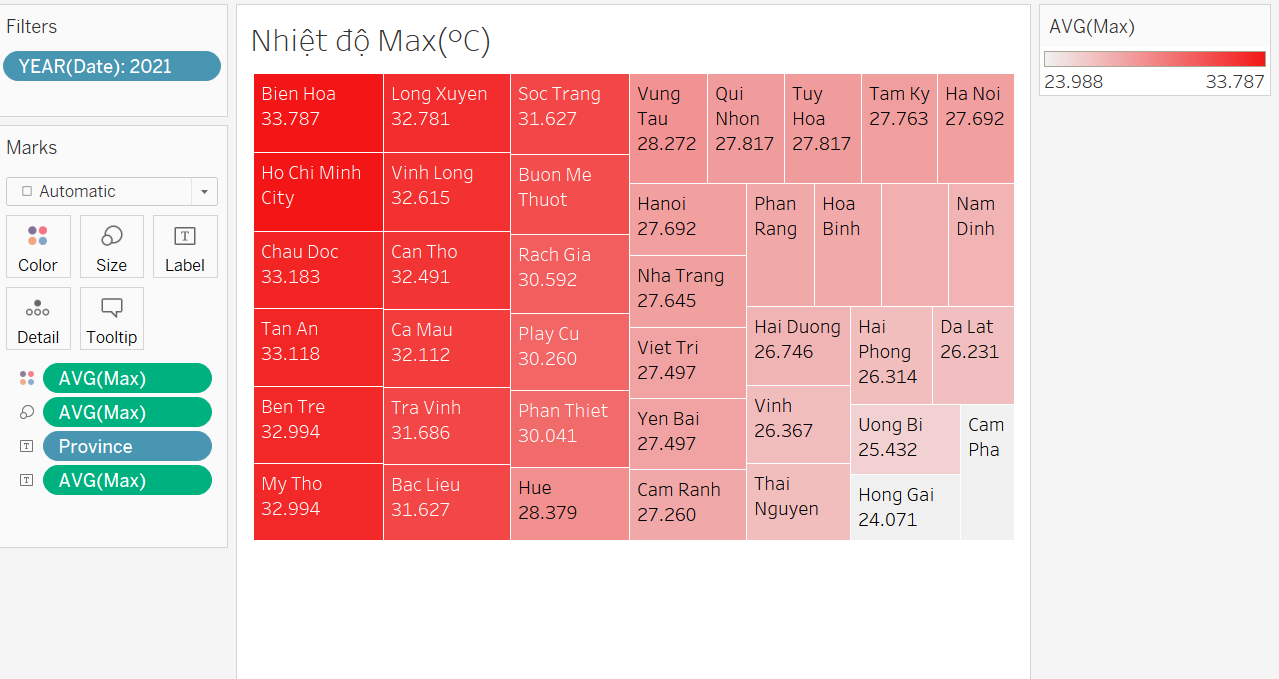 Filters
YEAR(Date): 2021
Marks
Automatic
Color
Size
Label
Detail
Tooltip
AVG(Max)
AVG(Max)
Province
AVG(Max)
Nhiệt độ Max(ºC)
Bien Hoa
33.787
Ho Chi Minh
City
Chau Doc
33.183
Tan An
33.118
Ben Tre
32.994
My Tho
32.994
Long Xuyen
32.781
Vinh Long
32.615
Can Tho
32.491
Ca Mau
32.112
Tra Vinh
31.686
Bac Lieu
31.627
Soc Trang
31.627
Buon Me
Thuot
Rach Gia
30.592
Play Cu
30.260
Phan Thiet
30.041
Hue
28.379
Vung
Tau
28.272
Qui
Nhon
27.817
Tuy
Hoa
27.817
Tam Ky
27.763
Ha Noi
27.692
Hanoi
27.692
Nha Trang
27.645
Viet Tri
27.497
Yen Bai
27.497
Cam Ranh
27.260
Phan
Rang
Hoa
Binh
Nam
Dinh
Hai Duong
26.746
Vinh
26.367
Thai
Nguyen
Hai
Phong
26.314
Da Lat
26.231
Uong Bi
25.432
Hong Gai
24.071
Cam
Pha
AVG(Max)
23.988
33.787